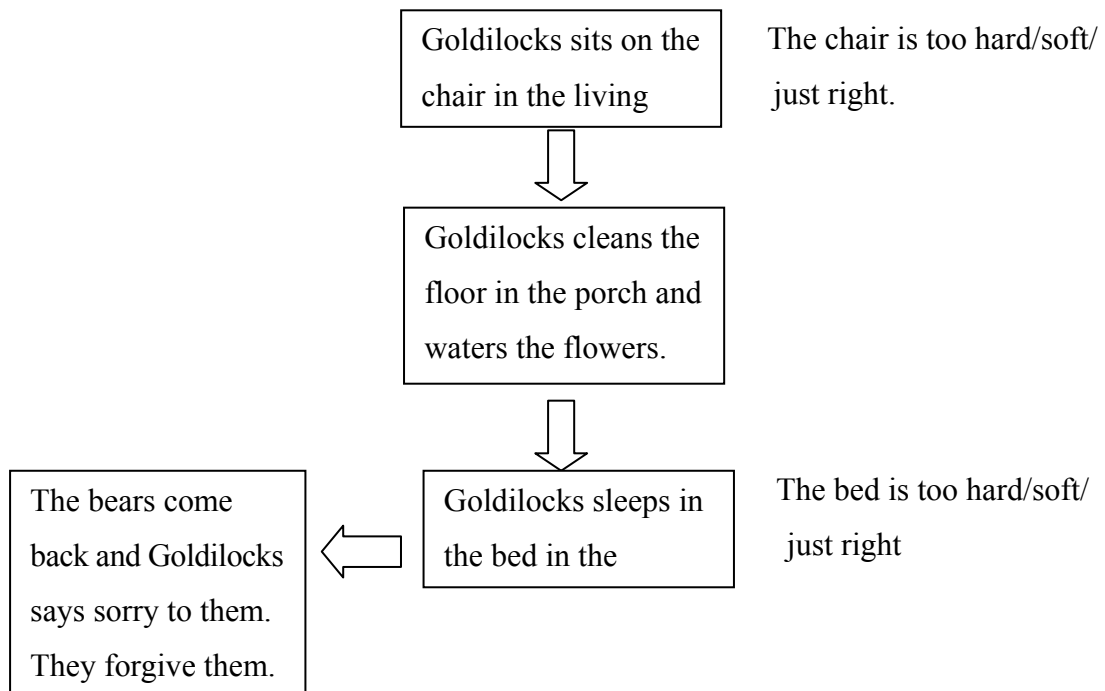 Goldilocks sits on the
chair in the living
The chair is too hard/soft/
just right.
Goldilocks cleans the
floor in the porch and
waters the flowers.
Goldilocks sleeps in
the bed in the
The bed is too hard/soft/
just right
The bears come
back and Goldilocks
says sorry to them.
They forgive them.